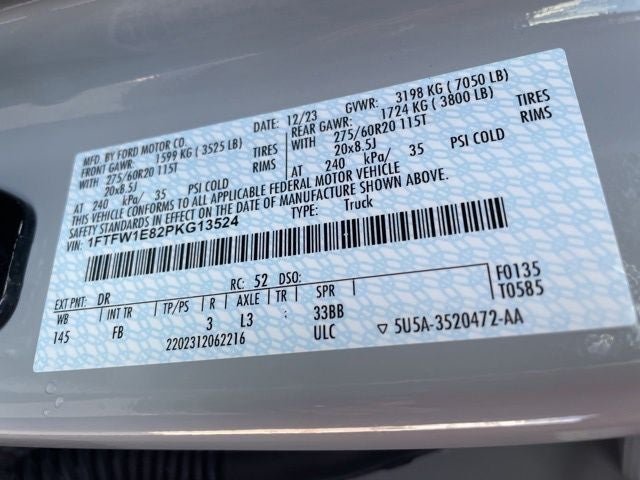 MFD. BY FORD MOTOR CO. DATE: 12/23 GVWR: 3198 KG ( 7050 LB)
FRONT GAWR: 1599 KG ( 3525 LB) REAR GAWR: 1724 KG ( 3800 LB)
WITH 275/60R20 115T TIRES WITH 275/60R20 115T TIRES
20x8.5J RIMS 20x8.5J RIMS
AT 240 kPa/ 35 PSI COLD AT 240 kPa/ 35 PSI COLD
THIS VEHICLE CONFORMS TO ALL APPLICABLE FEDERAL MOTOR VEHICLE
SAFETY STANDARDS IN EFFECT ON THE DATE OF MANUFACTURE SHOWN ABOVE.
VIN: 1FTFW1E82PKG13524 TYPE: Truck
EXT PNT: DR RC: 52 DSO: F0135
WB INT TR TP/PS R AXLE TR SPR T0585
145 FB 3 L3 : 33BB
2202312062216 ULC ▽ 5U5A-3520472-AA